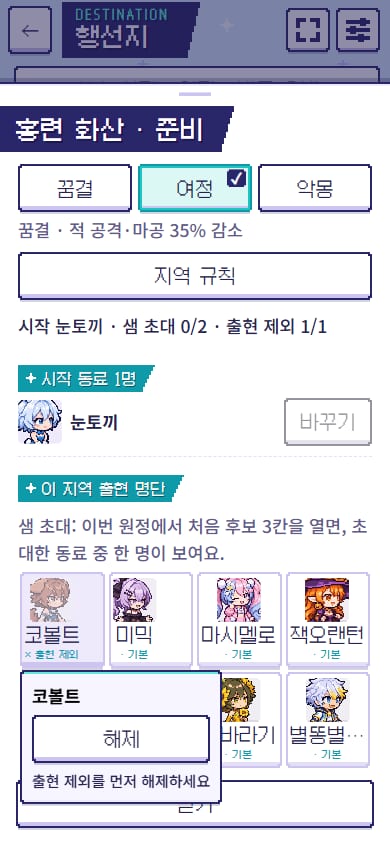 DESTINATION
행선지
홍련 화산 · 준비
꿈결
여정
악몽
꿈결 · 적 공격·마공 35% 감소
지역 규칙
시작 눈토끼 · 샘 초대 0/2 · 출현 제외 1/1
시작 동료 1명
눈토끼
바꾸기
이 지역 출현 명단
샘 초대: 이번 원정에서 처음 후보 3칸을 열면, 초
대한 동료 중 한 명이 보여요.
코볼트
미믹
마시멜로
잭오랜턴
× 출현 제외
· 기본
· 기본
· 기본
코볼트
해제
출현 제외를 먼저 해제하세요
바라기
별똥별…
· 기본
· 기본